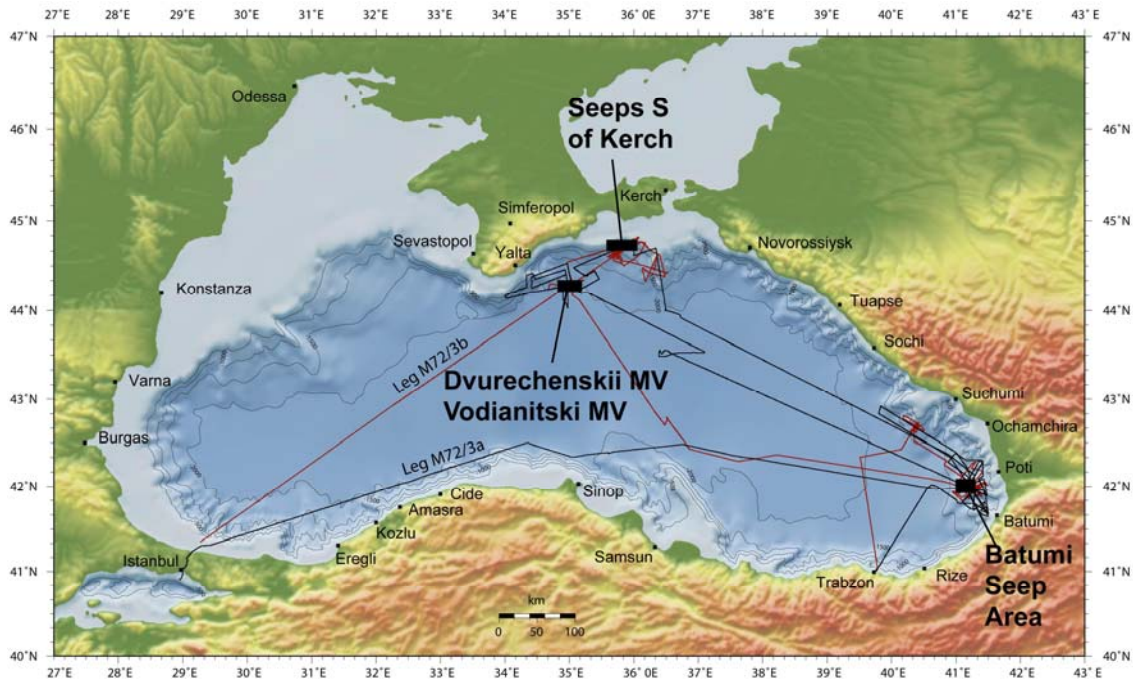 27°E 28°E 29°E 30°E 31°E 32°E 33°E 34°E 35°E 36°0E 37°E 38°E 39°E 40°E 41°E 42°E 43°E
47°N 47°N
Odessa
46°N 46°N
Seeps S
of Kerch
Kerch
Simferopol
45°N 45°N
Sevastopol
Yalta
Novorossiysk
Konstanza
44°N 44°N
Tuapse
Sochi
Leg M72/3b
Varna
Dvurechenskii MV
Vodianitski MV
43°N 43°N
Suchumi
Ochamchira
Burgas
Leg M72/3a
Poti
42°N 42°N
Cide
Sinop
Amasra
Kozlu
Batumi
Eregli
Samsun
Istanbul
41°N 41°N
Trabzon
Rize
Batumi
Seep
Area
km
0 50 100
40°N 40°N
27°E 28°E 29°E 30°E 31°E 32°E 33°E 34°E 35°E 36°0E 37°E 38°E 39°E 40°E 41°E 42°E 43°E